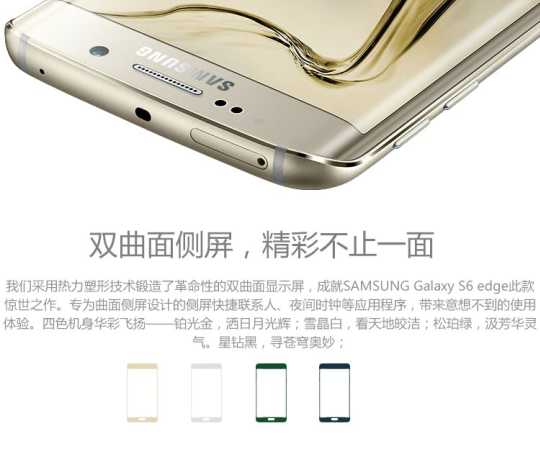 SAMSUNG
双曲面侧屏，精彩不止一面
我们采用热力塑形技术锻造了革命性的双曲面显示屏，成就SAMSUNG Galaxy S6 edge此款
惊世之作。专为曲面侧屏设计的侧屏快捷联系人、夜间时钟等应用程序，带来意想不到的使用
体验。四色机身华彩飞扬——铂光金，洒日月光辉；雪晶白，看天地皎洁；松珀绿，汲芳华灵
气。星钻黑，寻苍穹奥妙；